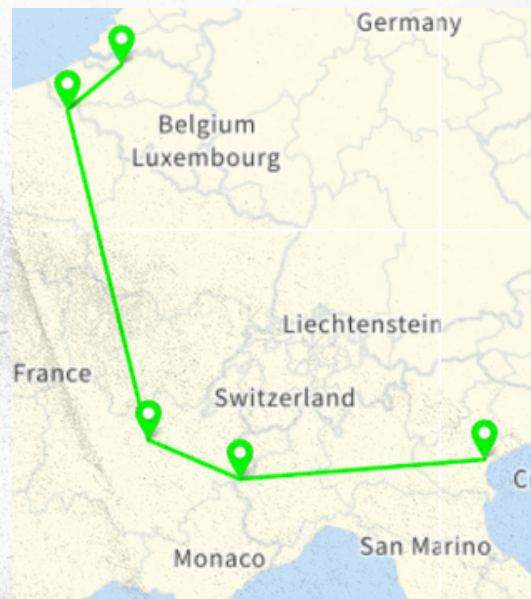 Germany
Belgium
Luxembourg
Liechtenstein
France
Switzerland
C
San Marino
Monaco